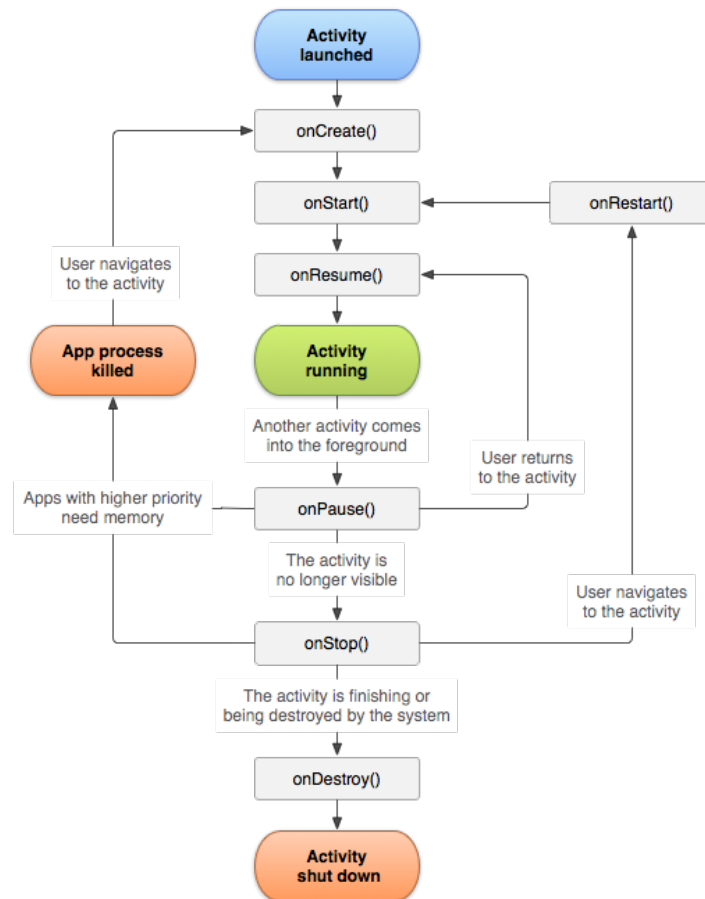 Activity
launched
onCreate()
onStart()
onRestart()
User navigates
to the activity
onResume()
App process
killed
Activity
running
Another activity comes
into the foreground
User returns
to the activity
Apps with higher priority
need memory
onPause()
The activity is
no longer visible
User navigates
to the activity
onStop()
The activity is finishing or
being destroyed by the system
onDestroy()
Activity
shut down